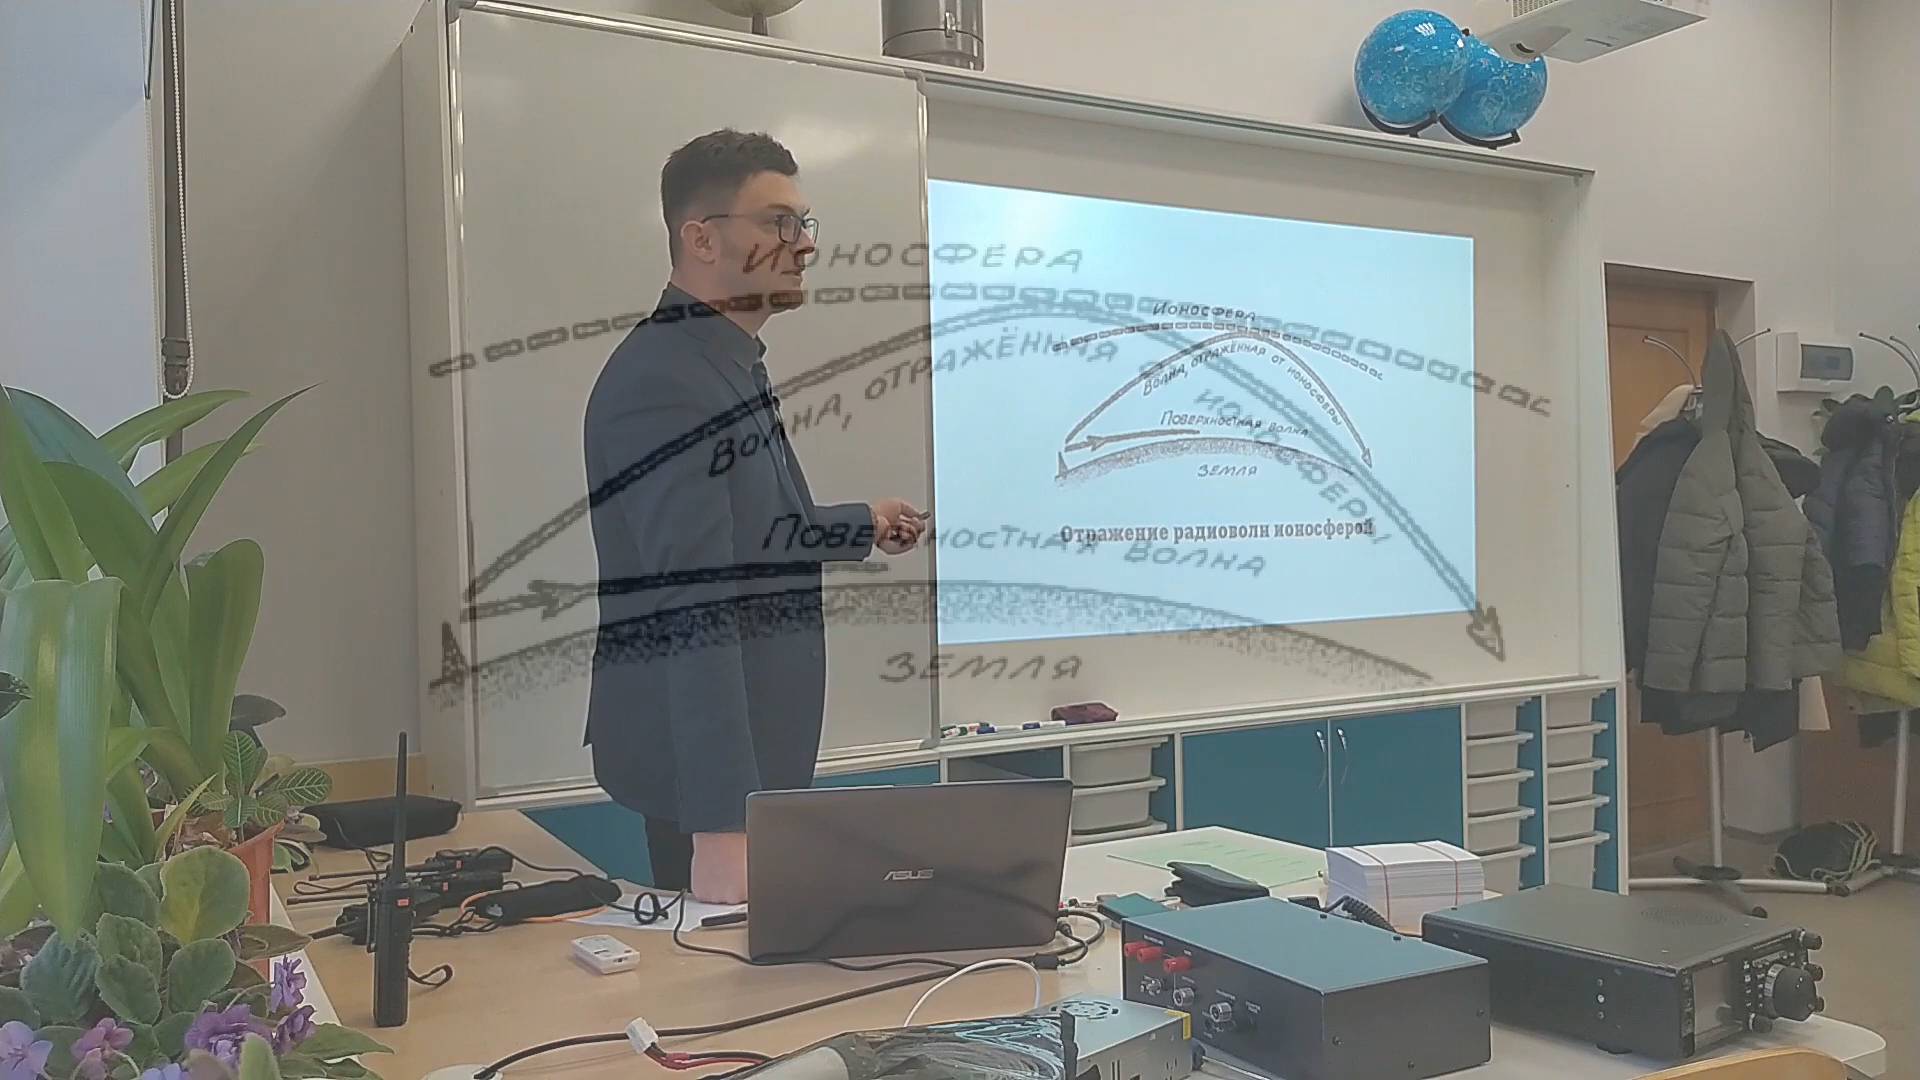 Ионосфера
Волна, отражённая от ионосферы
Поверхностная волна
Земля
Ионосфера
Волна, отражённая от ионосферы
Поверхностная волна
Земля
Отражение радиоволн ионосферой
ASUS